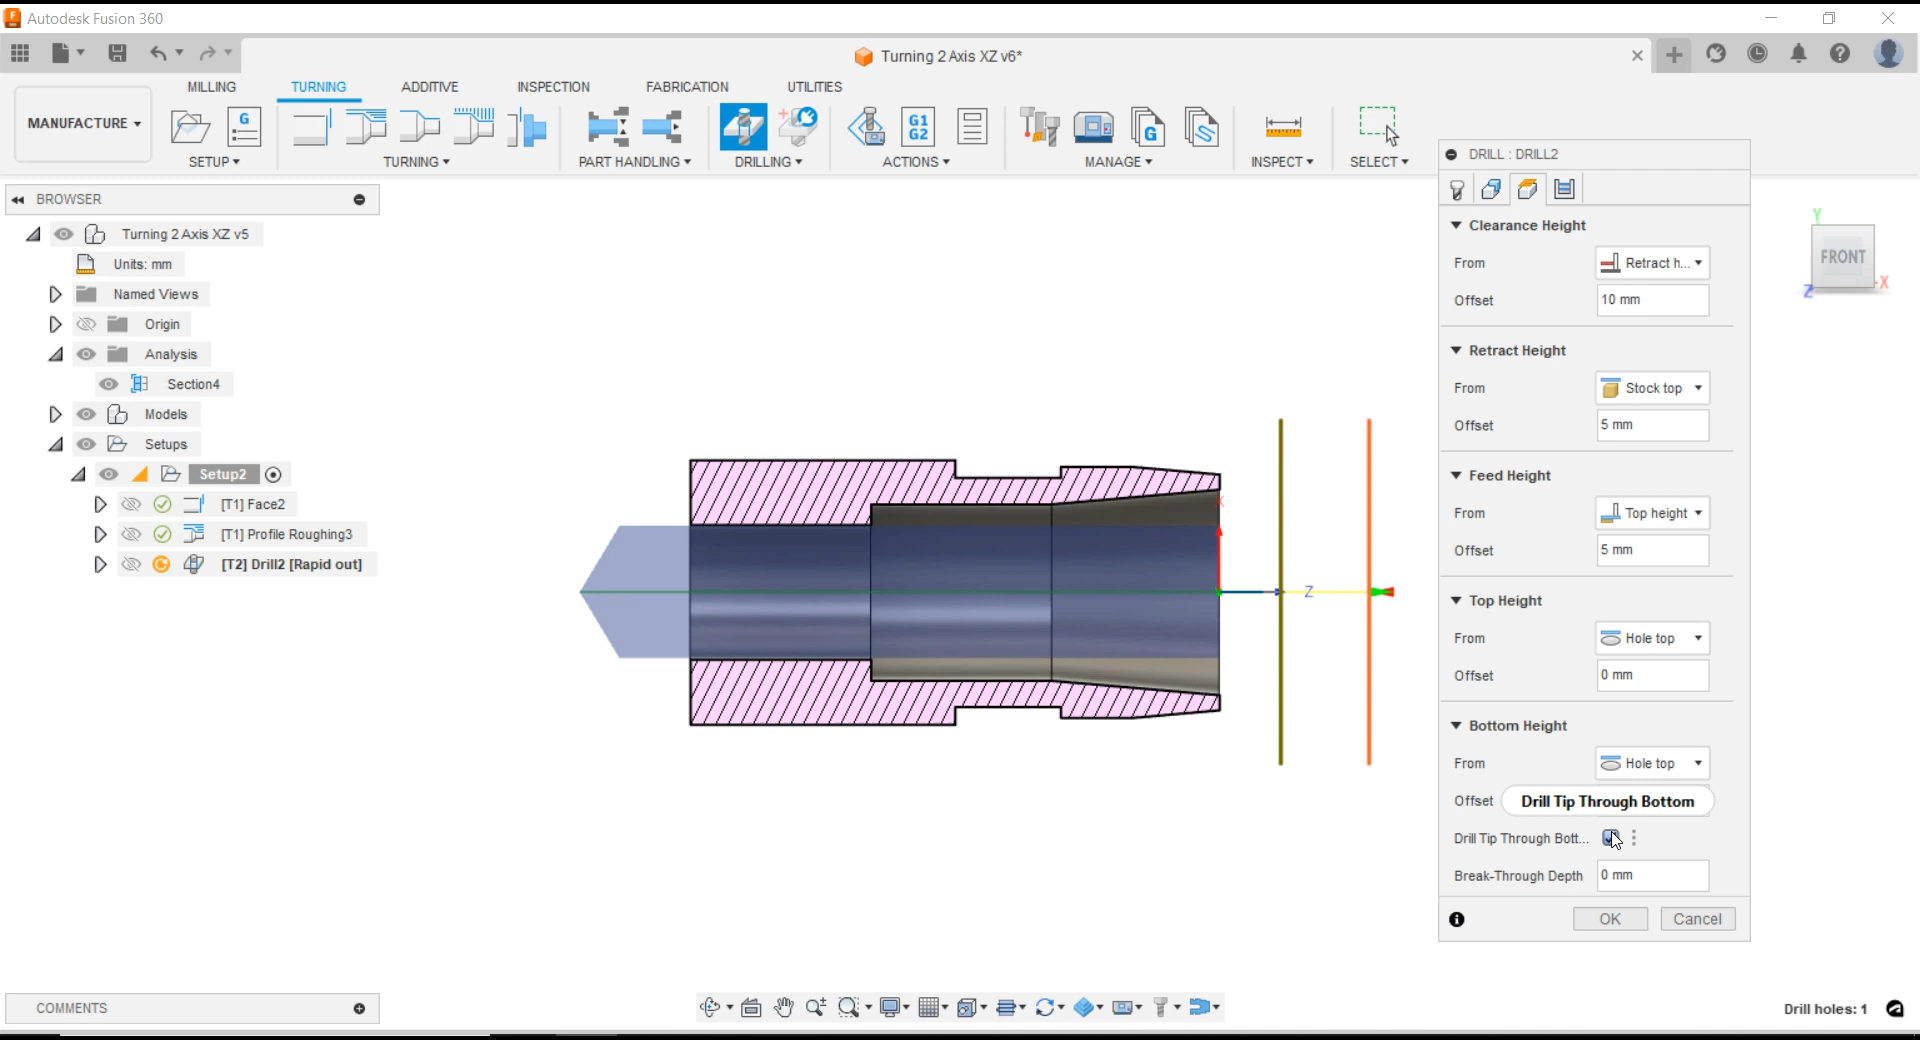 Autodesk Fusion 360
Turning 2 Axis XZ v6*
MILLING TURNING ADDITIVE INSPECTION FABRICATION UTILITIES
MANUFACTURE
SETUP TURNING PART HANDLING DRILLING ACTIONS MANAGE INSPECT SELECT
G
G1
G2
G
BROWSER
Turning 2 Axis XZ v5
Units: mm
Named Views
Origin
Analysis
Section4
Models
Setups
Setup2
[T1] Face2
[T1] Profile Roughing3
[T2] Drill2 [Rapid out]
X
Z
DRILL : DRILL2
Clearance Height
From Retract h...
Offset 10 mm
Retract Height
From Stock top
Offset 5 mm
Feed Height
From Top height
Offset 5 mm
Top Height
From Hole top
Offset 0 mm
Bottom Height
From Hole top
Offset Drill Tip Through Bottom
Drill Tip Through Bott...
Break-Through Depth 0 mm
OK Cancel
Y
FRONT
X
Z
COMMENTS
Drill holes: 1